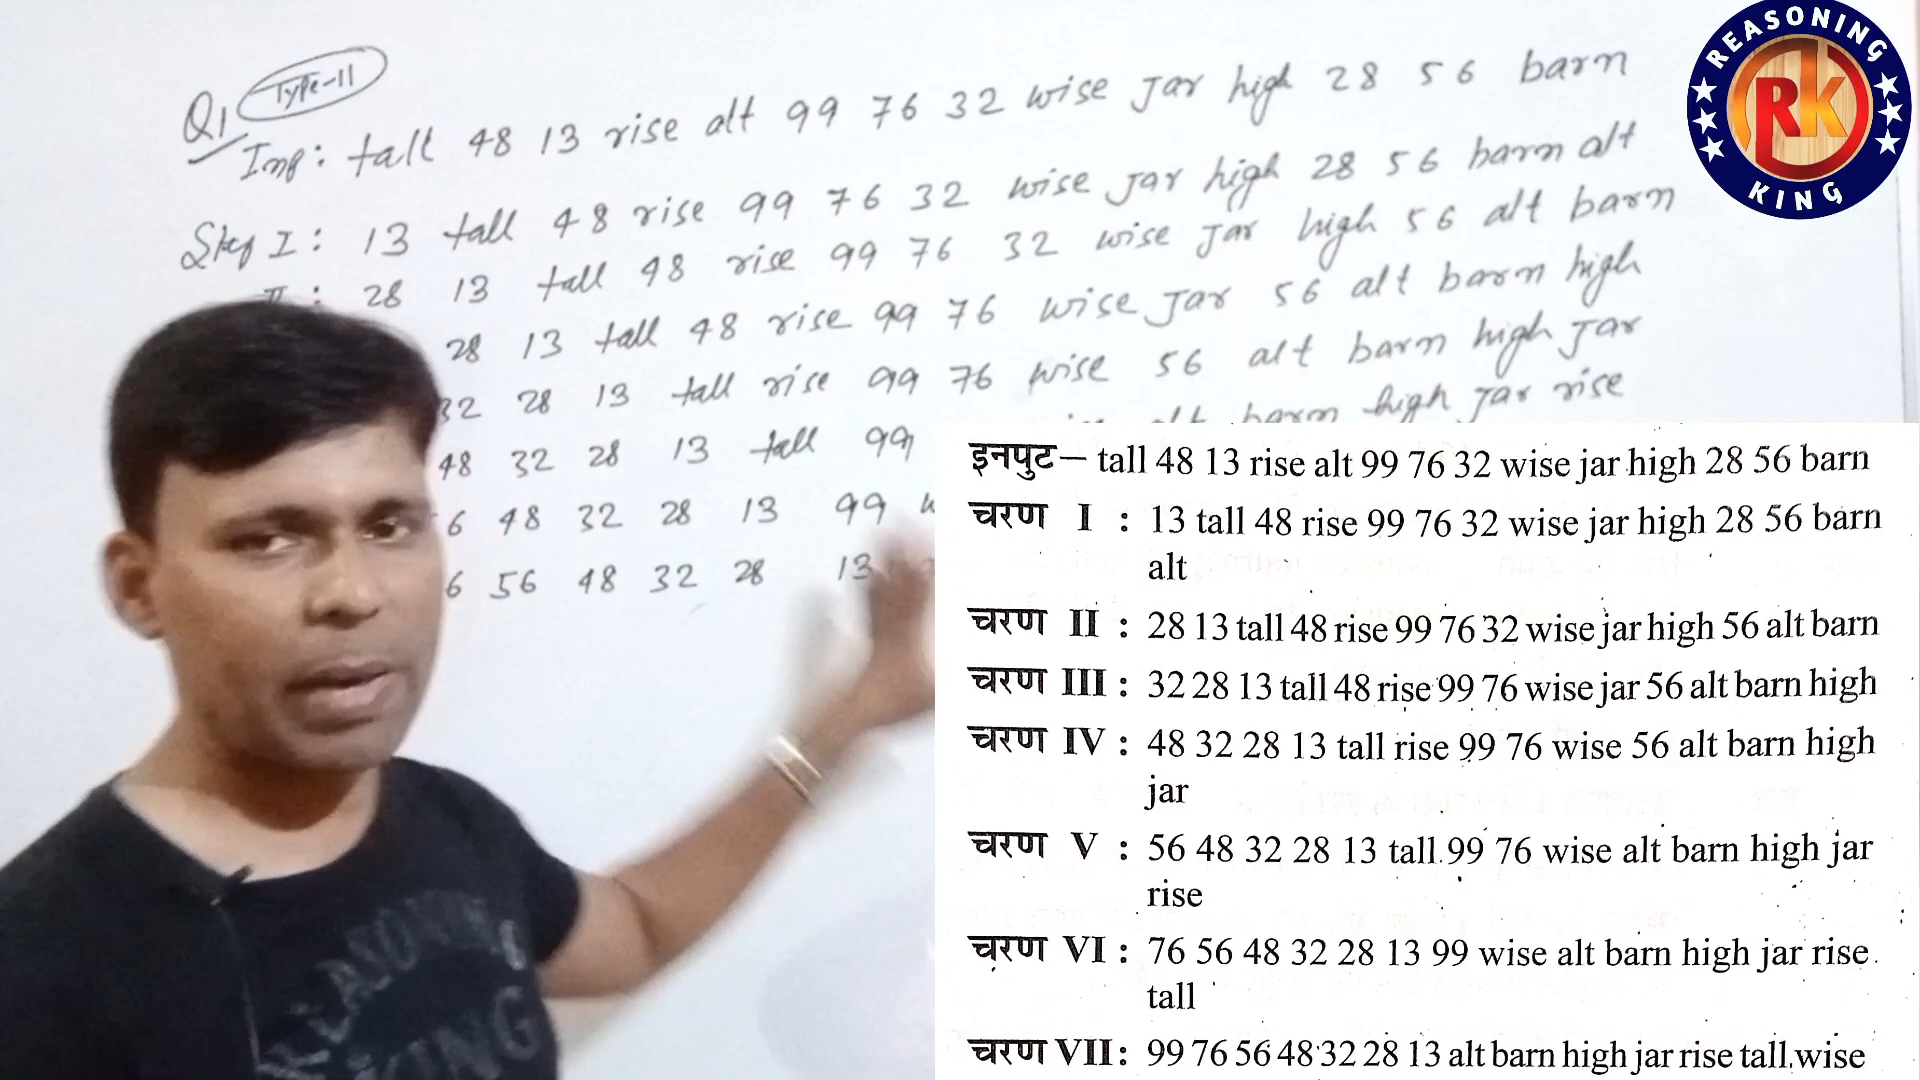 Q1 Type-II
Inp: tall 48 13 rise alt 99 76 32 wise jar high 28 56 barn
Step I: 13 tall 48 rise 99 76 32 wise jar high 28 56 barn alt
II: 28 13 tall 48 rise 99 76 32 wise jar high 56 alt barn
28 13 tall 48 rise 99 76 wise jar 56 alt barn high
32 28 13 tall rise 99 76 wise 56 alt barn high jar
48 32 28 13 tall 99 alt barn high jar rise
6 48 32 28 13 99
6 56 48 32 28 13
REASONING
RK
KING
इनपुट— tall 48 13 rise alt 99 76 32 wise jar high 28 56 barn
चरण I : 13 tall 48 rise 99 76 32 wise jar high 28 56 barn
alt
चरण II : 28 13 tall 48 rise 99 76 32 wise jar high 56 alt barn
चरण III : 32 28 13 tall 48 rise 99 76 wise jar 56 alt barn high
चरण IV : 48 32 28 13 tall rise 99 76 wise 56 alt barn high
jar
चरण V : 56 48 32 28 13 tall 99 76 wise alt barn high jar
rise
चरण VI : 76 56 48 32 28 13 99 wise alt barn high jar rise
tall
चरण VII : 99 76 56 48 32 28 13 alt barn high jar rise tall wise